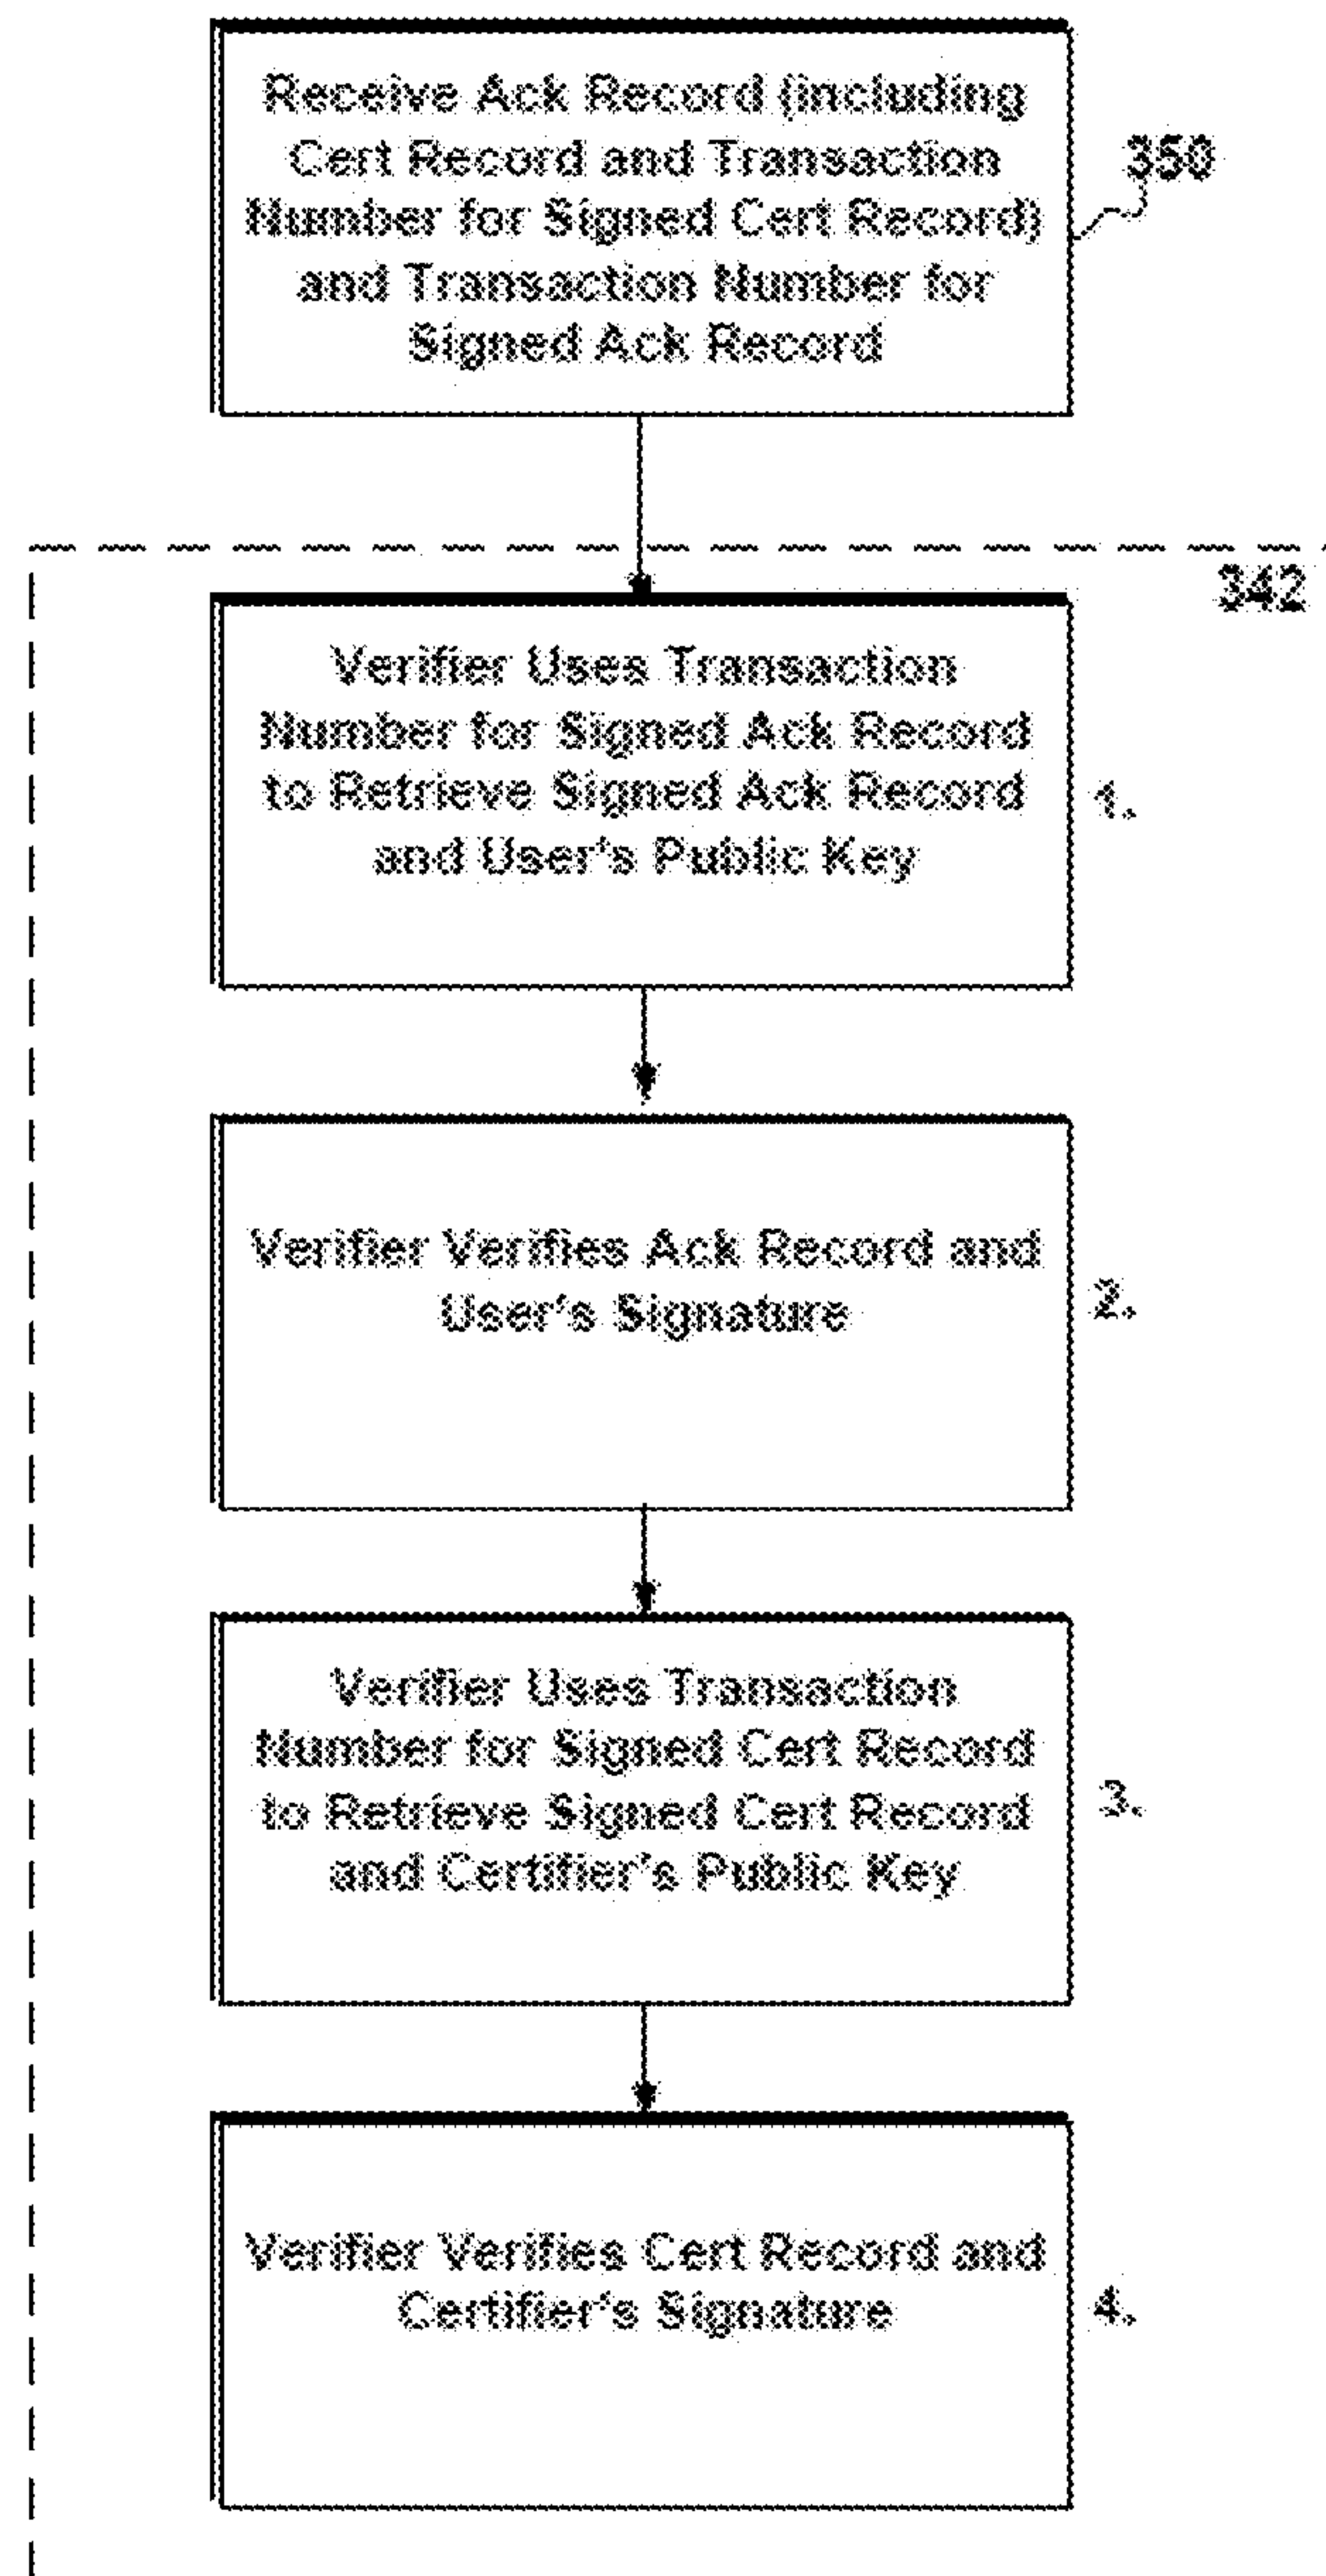 Receive Ack Record (including
Cert Record and Transaction
Number for Signed Cert Record)
and Transaction Number for
Signed Ack Record
350
342
Verifier Uses Transaction
Number for Signed Ack Record
to Retrieve Signed Ack Record
and User's Public Key
1.
Verifier Verifies Ack Record and
User's Signature
2.
Verifier Uses Transaction
Number for Signed Cert Record
to Retrieve Signed Cert Record
and Certifier's Public Key
3.
Verifier Verifies Cert Record and
Certifier's Signature
4.